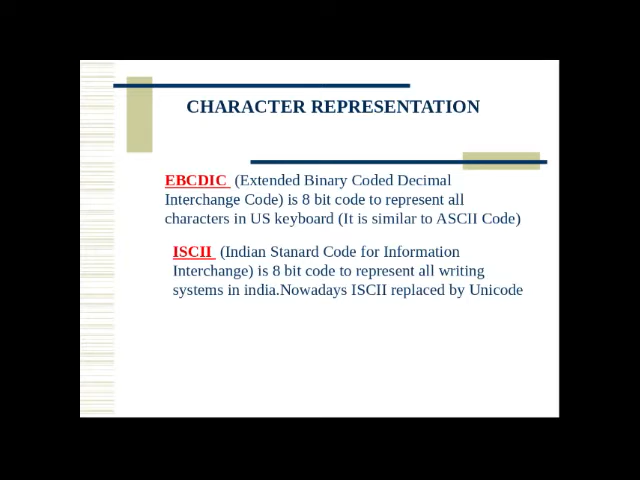 CHARACTER REPRESENTATION
EBCDIC (Extended Binary Coded Decimal
Interchange Code) is 8 bit code to represent all
characters in US keyboard (It is similar to ASCII Code)
ISCII (Indian Stanard Code for Information
Interchange) is 8 bit code to represent all writing
systems in india.Nowadays ISCII replaced by Unicode